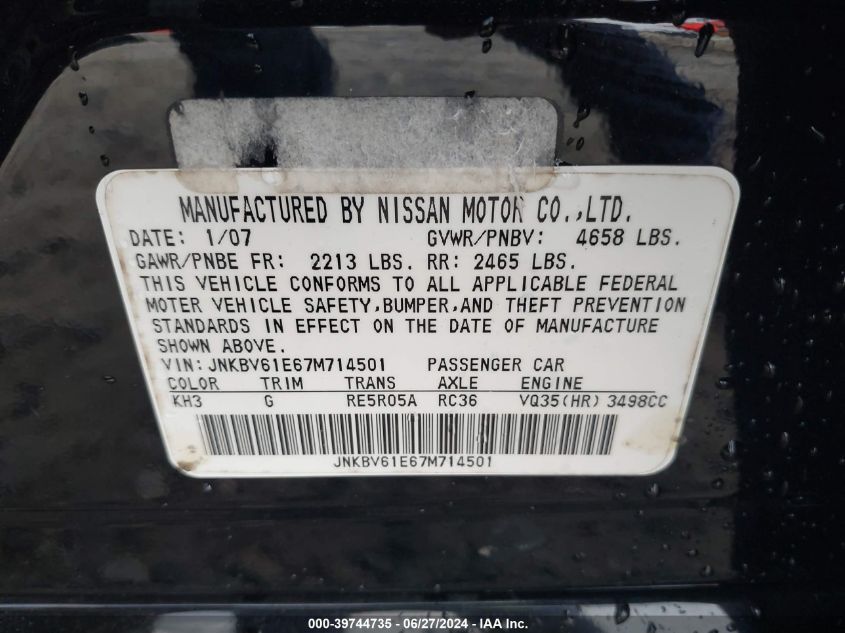 MANUFACTURED BY NISSAN MOTOR CO.,LTD.
DATE: 1/07 GVWR/PNBV: 4658 LBS.
GAWR/PNBE FR: 2213 LBS. RR: 2465 LBS.
THIS VEHICLE CONFORMS TO ALL APPLICABLE FEDERAL
MOTER VEHICLE SAFETY,BUMPER,AND THEFT PREVENTION
STANDARDS IN EFFECT ON THE DATE OF MANUFACTURE
SHOWN ABOVE.
VIN: JNKBV61E67M714501 PASSENGER CAR
COLOR TRIM TRANS AXLE ENGINE
KH3 G RE5R05A RC36 VQ35(HR) 3498CC
JNKBV61E67M714501
000-39744735 - 06/27/2024 - IAA Inc.